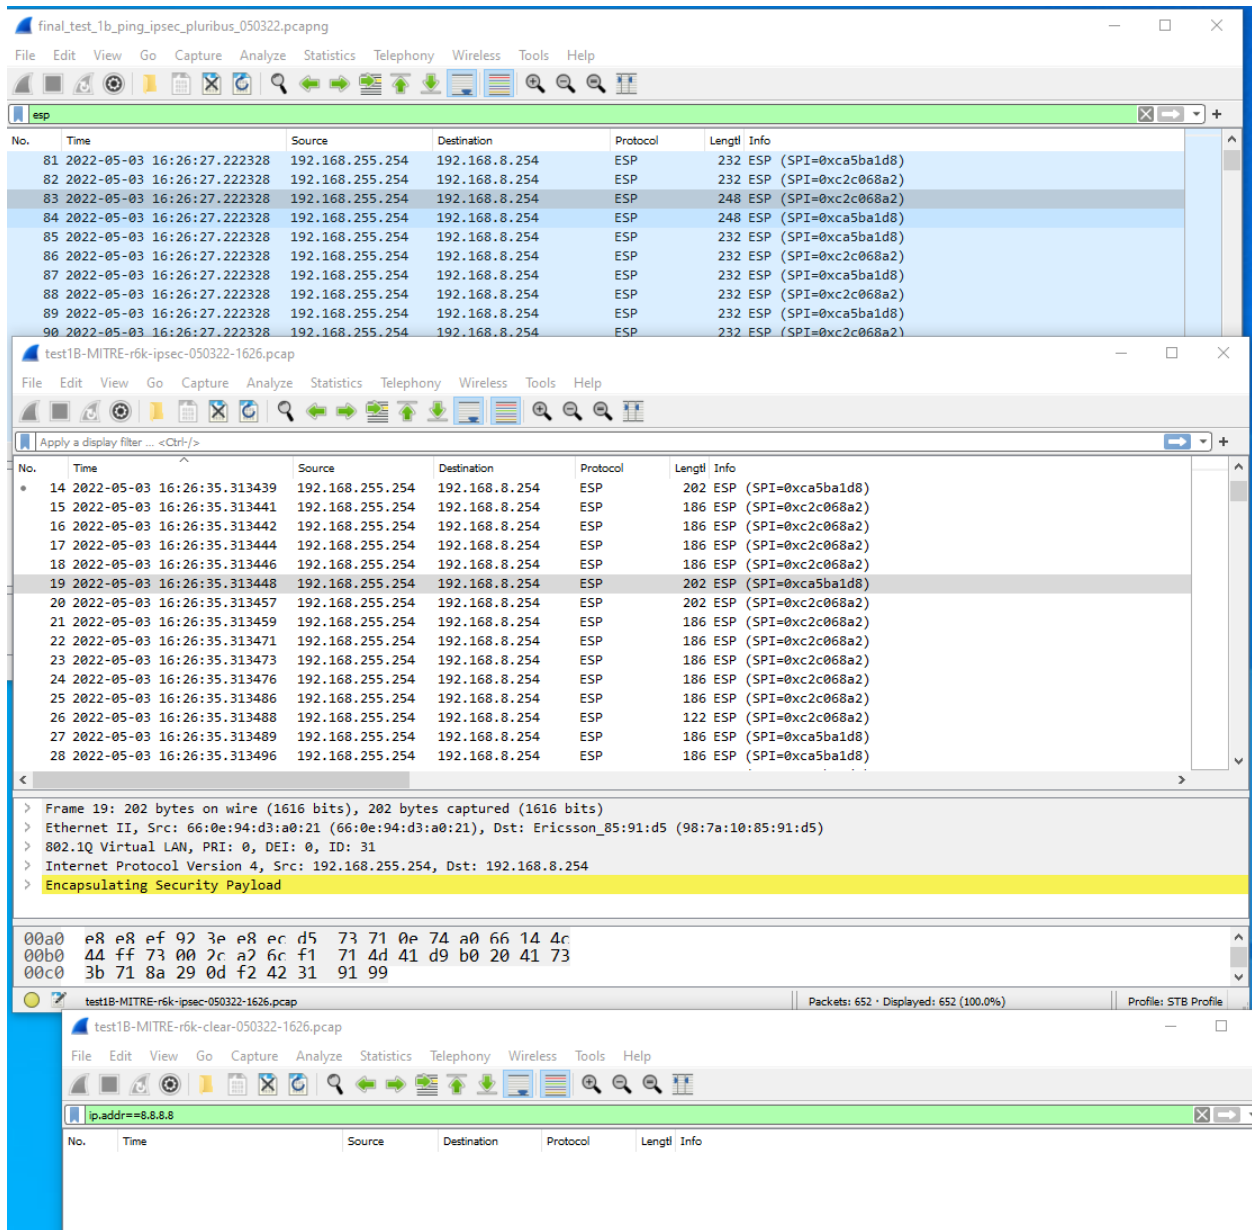 final_test_1b_ping_ipsec_pluribus_050322.pcapng
File Edit View Go Capture Analyze Statistics Telephony Wireless Tools Help
esp
No. Time Source Destination Protocol Lengtl Info
81 2022-05-03 16:26:27.222328 192.168.255.254 192.168.8.254 ESP 232 ESP (SPI=0xca5ba1d8)
82 2022-05-03 16:26:27.222328 192.168.255.254 192.168.8.254 ESP 232 ESP (SPI=0xc2c068a2)
83 2022-05-03 16:26:27.222328 192.168.255.254 192.168.8.254 ESP 248 ESP (SPI=0xc2c068a2)
84 2022-05-03 16:26:27.222328 192.168.255.254 192.168.8.254 ESP 248 ESP (SPI=0xca5ba1d8)
85 2022-05-03 16:26:27.222328 192.168.255.254 192.168.8.254 ESP 232 ESP (SPI=0xca5ba1d8)
86 2022-05-03 16:26:27.222328 192.168.255.254 192.168.8.254 ESP 232 ESP (SPI=0xc2c068a2)
87 2022-05-03 16:26:27.222328 192.168.255.254 192.168.8.254 ESP 232 ESP (SPI=0xca5ba1d8)
88 2022-05-03 16:26:27.222328 192.168.255.254 192.168.8.254 ESP 232 ESP (SPI=0xc2c068a2)
89 2022-05-03 16:26:27.222328 192.168.255.254 192.168.8.254 ESP 232 ESP (SPI=0xca5ba1d8)
90 2022-05-03 16:26:27.222328 192.168.255.254 192.168.8.254 ESP 232 ESP (SPI=0xc2c068a2)
test1B-MITRE-r6k-ipsec-050322-1626.pcap
File Edit View Go Capture Analyze Statistics Telephony Wireless Tools Help
Apply a display filter ... <Ctrl-/>
No. Time Source Destination Protocol Lengtl Info
14 2022-05-03 16:26:35.313439 192.168.255.254 192.168.8.254 ESP 202 ESP (SPI=0xca5ba1d8)
15 2022-05-03 16:26:35.313441 192.168.255.254 192.168.8.254 ESP 186 ESP (SPI=0xc2c068a2)
16 2022-05-03 16:26:35.313442 192.168.255.254 192.168.8.254 ESP 186 ESP (SPI=0xc2c068a2)
17 2022-05-03 16:26:35.313444 192.168.255.254 192.168.8.254 ESP 186 ESP (SPI=0xc2c068a2)
18 2022-05-03 16:26:35.313446 192.168.255.254 192.168.8.254 ESP 186 ESP (SPI=0xc2c068a2)
19 2022-05-03 16:26:35.313448 192.168.255.254 192.168.8.254 ESP 202 ESP (SPI=0xca5ba1d8)
20 2022-05-03 16:26:35.313457 192.168.255.254 192.168.8.254 ESP 202 ESP (SPI=0xc2c068a2)
21 2022-05-03 16:26:35.313459 192.168.255.254 192.168.8.254 ESP 186 ESP (SPI=0xc2c068a2)
22 2022-05-03 16:26:35.313471 192.168.255.254 192.168.8.254 ESP 186 ESP (SPI=0xc2c068a2)
23 2022-05-03 16:26:35.313473 192.168.255.254 192.168.8.254 ESP 186 ESP (SPI=0xc2c068a2)
24 2022-05-03 16:26:35.313476 192.168.255.254 192.168.8.254 ESP 186 ESP (SPI=0xc2c068a2)
25 2022-05-03 16:26:35.313486 192.168.255.254 192.168.8.254 ESP 186 ESP (SPI=0xc2c068a2)
26 2022-05-03 16:26:35.313488 192.168.255.254 192.168.8.254 ESP 122 ESP (SPI=0xc2c068a2)
27 2022-05-03 16:26:35.313489 192.168.255.254 192.168.8.254 ESP 186 ESP (SPI=0xca5ba1d8)
28 2022-05-03 16:26:35.313496 192.168.255.254 192.168.8.254 ESP 186 ESP (SPI=0xca5ba1d8)
Frame 19: 202 bytes on wire (1616 bits), 202 bytes captured (1616 bits)
Ethernet II, Src: 66:0e:94:d3:a0:21 (66:0e:94:d3:a0:21), Dst: Ericsson_85:91:d5 (98:7a:10:85:91:d5)
802.1Q Virtual LAN, PRI: 0, DEI: 0, ID: 31
Internet Protocol Version 4, Src: 192.168.255.254, Dst: 192.168.8.254
Encapsulating Security Payload
00a0 e8 e8 ef 92 3e e8 ec d5 73 71 0e 74 a0 66 14 4c
00b0 44 ff 73 00 2c a2 6c f1 71 4d 41 d9 b0 20 41 73
00c0 3b 71 8a 29 0d f2 42 31 91 99
test1B-MITRE-r6k-ipsec-050322-1626.pcap Packets: 652 · Displayed: 652 (100.0%) Profile: STB Profile
test1B-MITRE-r6k-clear-050322-1626.pcap
File Edit View Go Capture Analyze Statistics Telephony Wireless Tools Help
ip.addr==8.8.8.8
No. Time Source Destination Protocol Lengtl Info